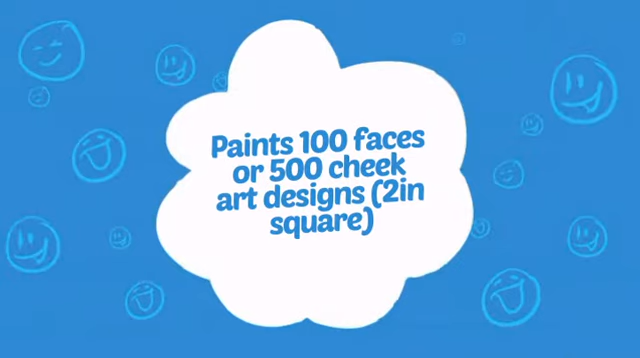 Paints 100 faces
or 500 cheek
art designs (2in
square)